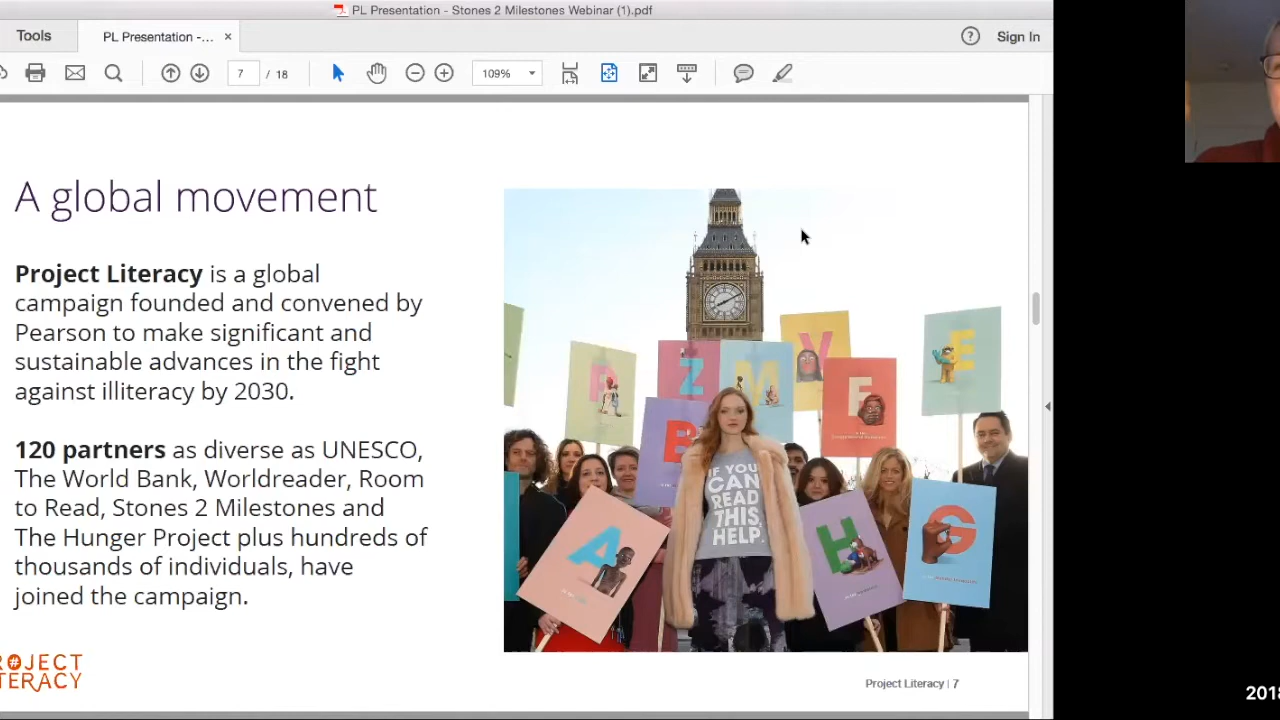 PL Presentation - Stones 2 Milestones Webinar (1).pdf
Tools
PL Presentation -... ×
? Sign In
7 / 18
109%
A global movement
Project Literacy is a global
campaign founded and convened by
Pearson to make significant and
sustainable advances in the fight
against illiteracy by 2030.
120 partners as diverse as UNESCO,
The World Bank, Worldreader, Room
to Read, Stones 2 Milestones and
The Hunger Project plus hundreds of
thousands of individuals, have
joined the campaign.
Z
M
V
E
F
B
A
H
G
IF YOU
CAN
READ
THIS,
HELP.
ROJECT
TERACY
Project Literacy | 7
2018